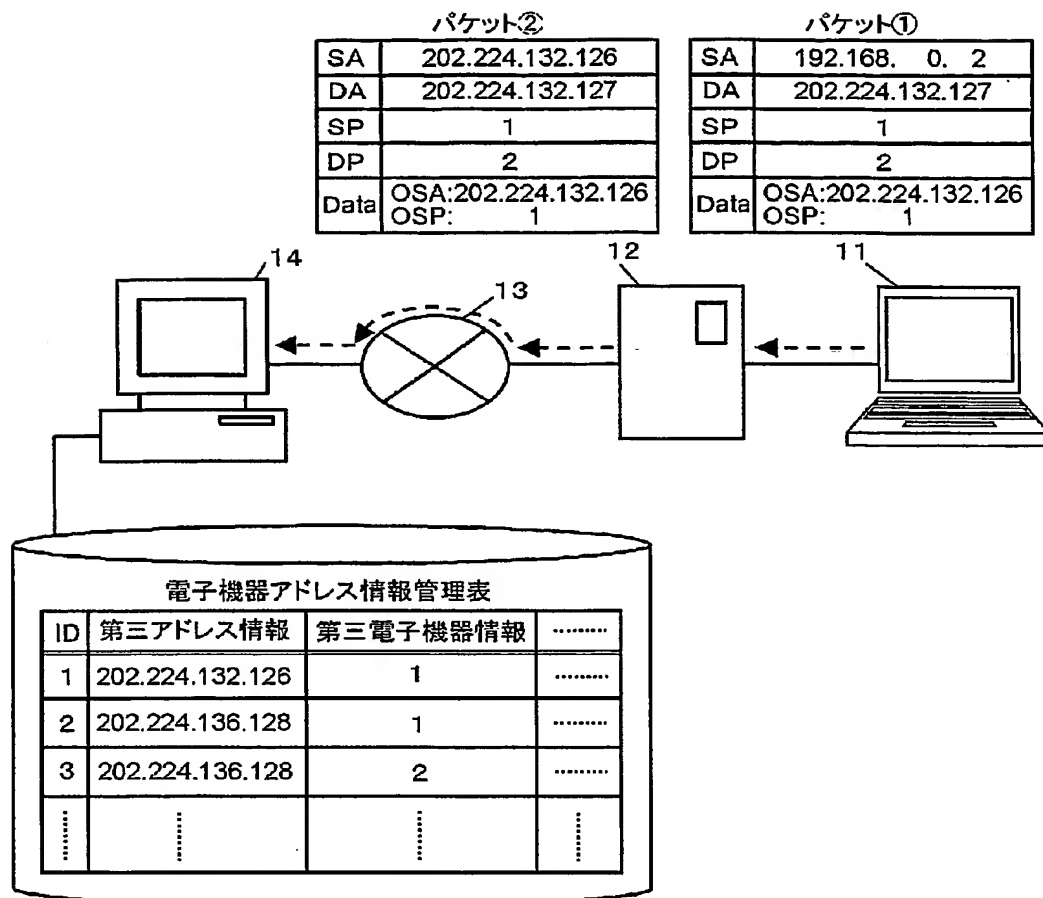 パケット②
SA 202.224.132.126
DA 202.224.132.127
SP 1
DP 2
Data OSA:202.224.132.126
OSP: 1
パケット①
SA 192.168. 0. 2
DA 202.224.132.127
SP 1
DP 2
Data OSA:202.224.132.126
OSP: 1
14
13
12
11
電子機器アドレス情報管理表
ID 第三アドレス情報 第三電子機器情報 ………
1 202.224.132.126 1 ………
2 202.224.136.128 1 ………
3 202.224.136.128 2 ………